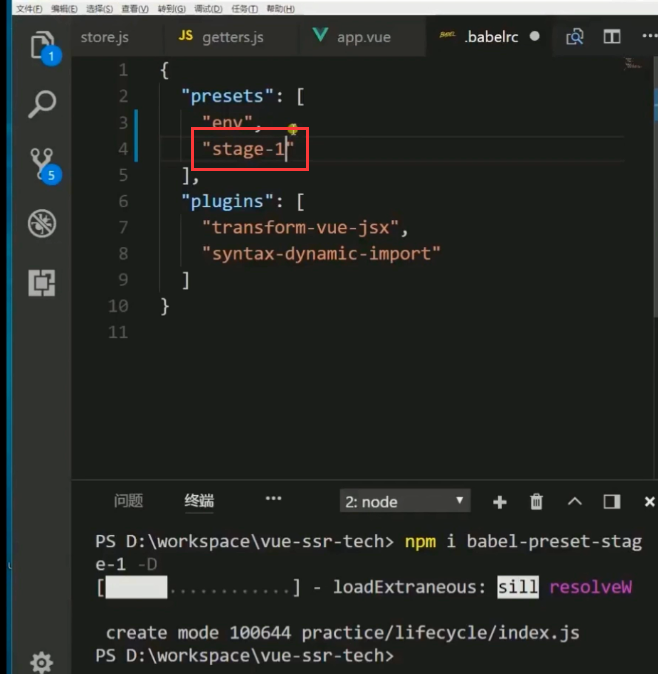 文件(F) 编辑(E) 选择(S) 查看(V) 转到(G) 调试(D) 任务(T) 帮助(H)
store.js JS getters.js app.vue .babelrc
1 {
2 "presets": [
3 "env",
4 "stage-1"
5 ],
6 "plugins": [
7 "transform-vue-jsx",
8 "syntax-dynamic-import"
9 ]
10 }
11
1
5
问题 终端 ··· 2: node
PS D:\workspace\vue-ssr-tech> npm i babel-preset-stag
e-1 -D
[ ............] - loadExtraneous: sill resolveW
create mode 100644 practice/lifecycle/index.js
PS D:\workspace\vue-ssr-tech>